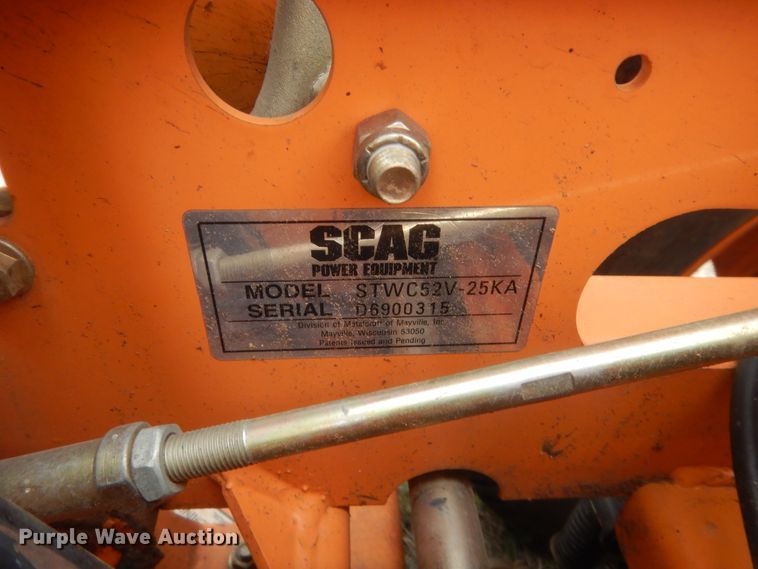 SCAG
POWER EQUIPMENT
MODEL STWC52V-25KA
SERIAL D6900315
Division of Metalcraft of Mayville, Inc.
Mayville, Wisconsin 53050
Patents Issued and Pending
Purple Wave Auction